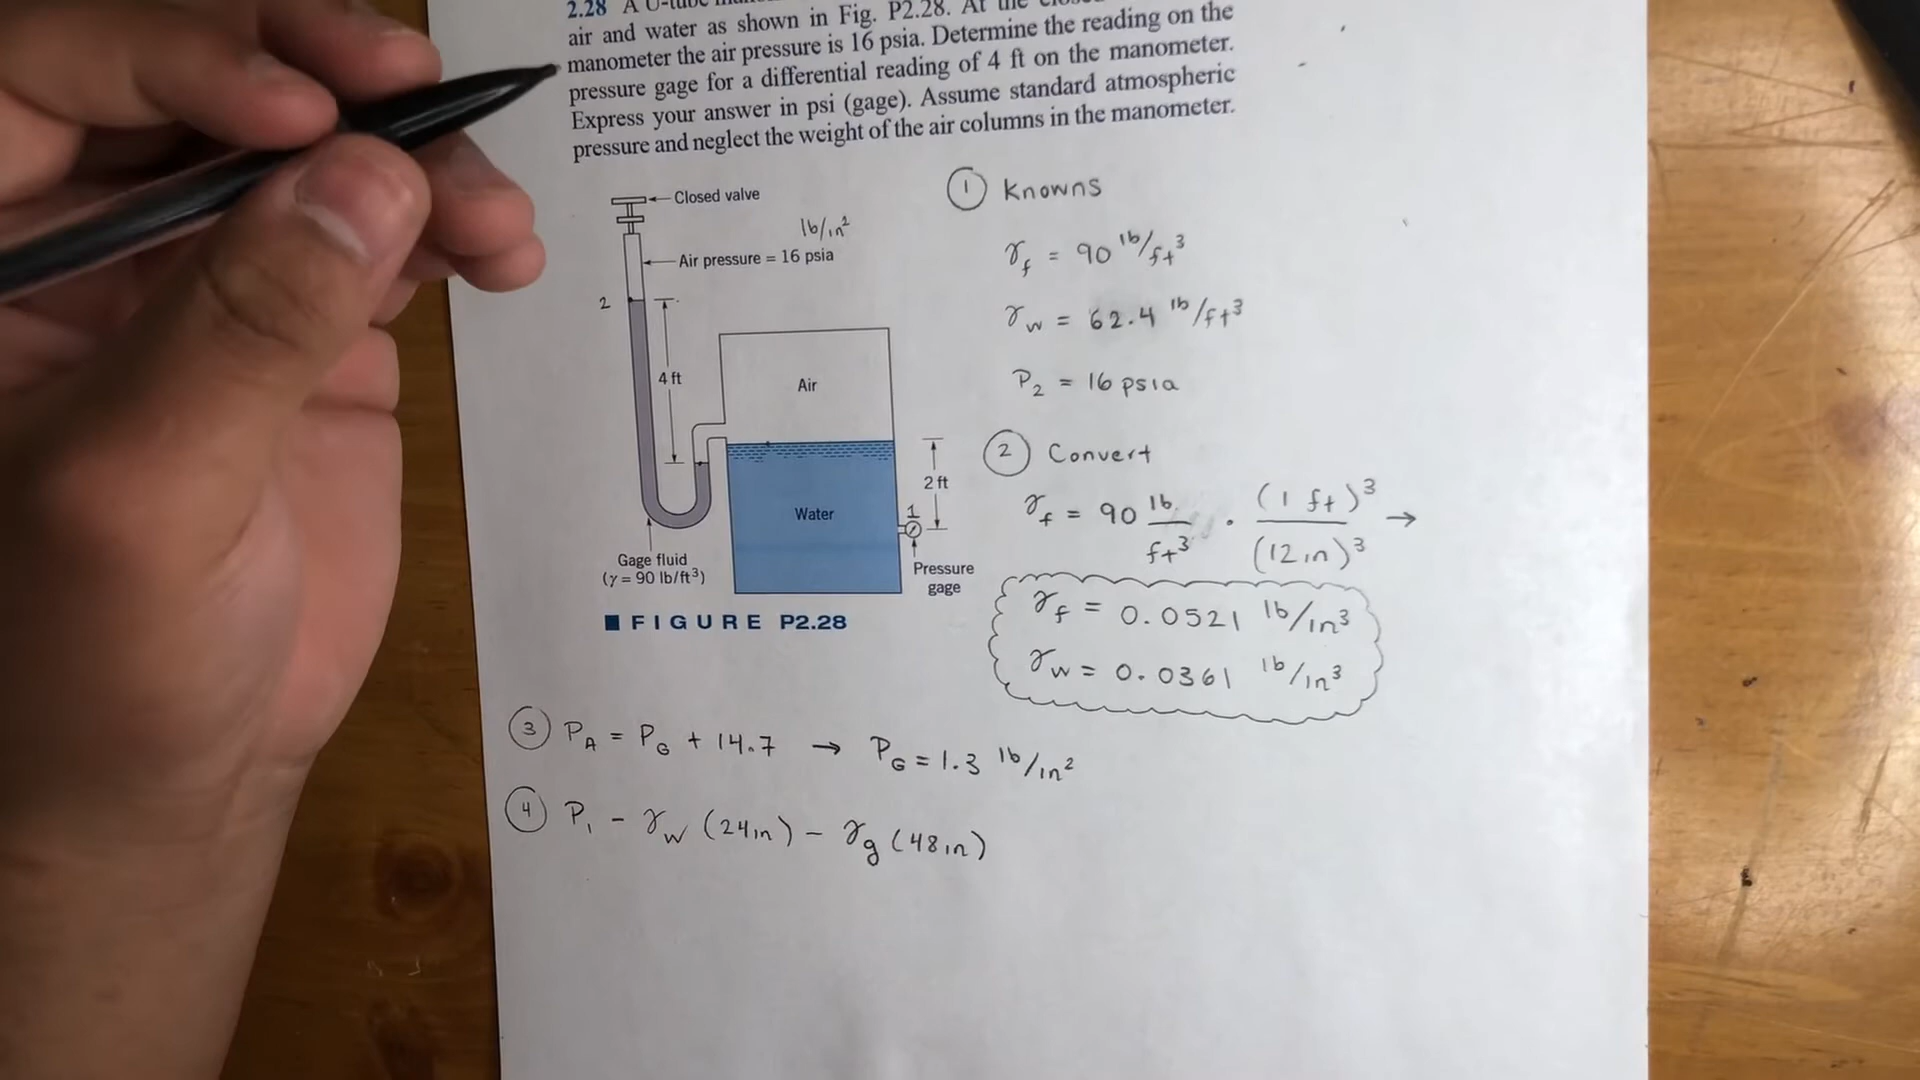 2.28 A U-tube
air and water as shown in Fig. P2.28. At the closed
manometer the air pressure is 16 psia. Determine the reading on the
pressure gage for a differential reading of 4 ft on the manometer.
Express your answer in psi (gage). Assume standard atmospheric
pressure and neglect the weight of the air columns in the manometer.
Closed valve
lb/in²
Air pressure = 16 psia
2
4 ft
Air
2 ft
Water
1
Gage fluid
(γ = 90 lb/ft³)
Pressure
gage
FIGURE P2.28
1 Knowns
γf = 90 lb/ft³
γw = 62.4 lb/ft³
P2 = 16 psia
2 Convert
γf = 90 lb/ft³ · (1 ft)³/(12 in)³ →
γf = 0.0521 lb/in³
γw = 0.0361 lb/in³
3 PA = PG + 14.7 → PG = 1.3 lb/in²
4 P1 - γw (24in) - γg (48in)